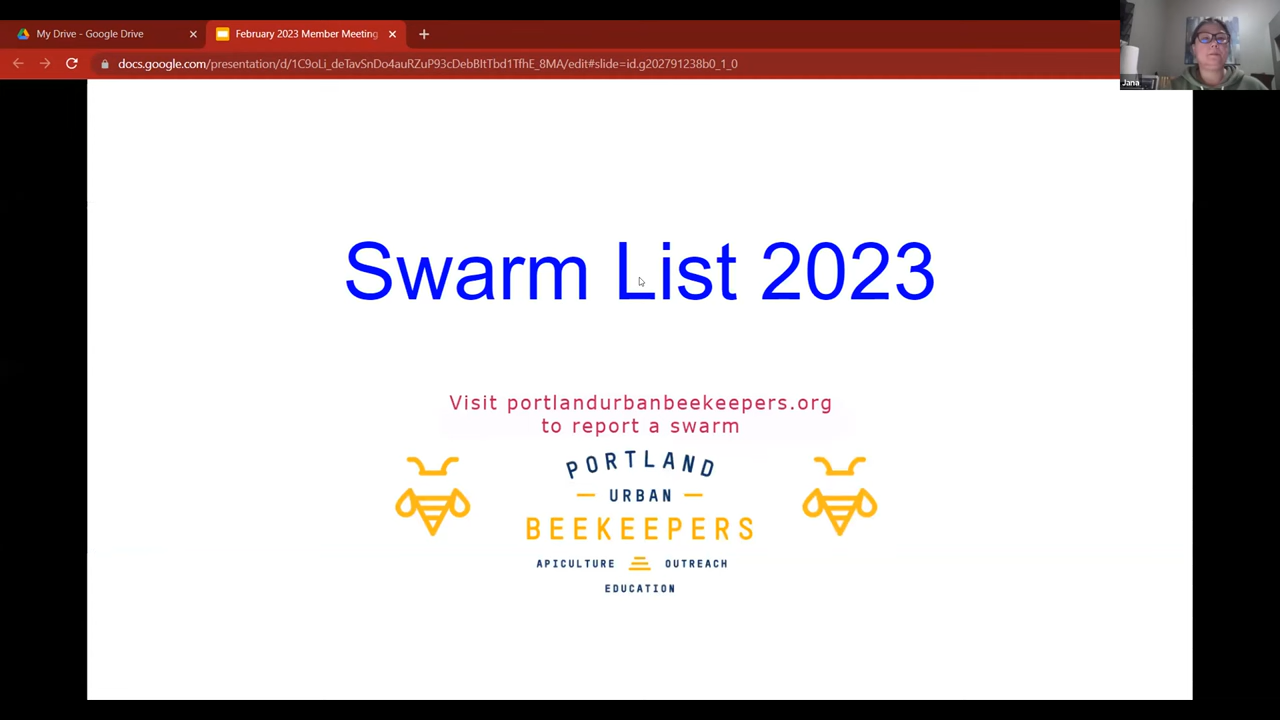 My Drive - Google Drive
February 2023 Member Meeting
docs.google.com/presentation/d/1C9oLi_deTavSnDo4auRZuP93cDebBItTbd1TfhE_8MA/edit#slide=id.g202791238b0_1_0
Jana
Swarm List 2023
Visit portlandurbanbeekeepers.org
to report a swarm
PORTLAND
URBAN
BEEKEEPERS
APICULTURE OUTREACH
EDUCATION